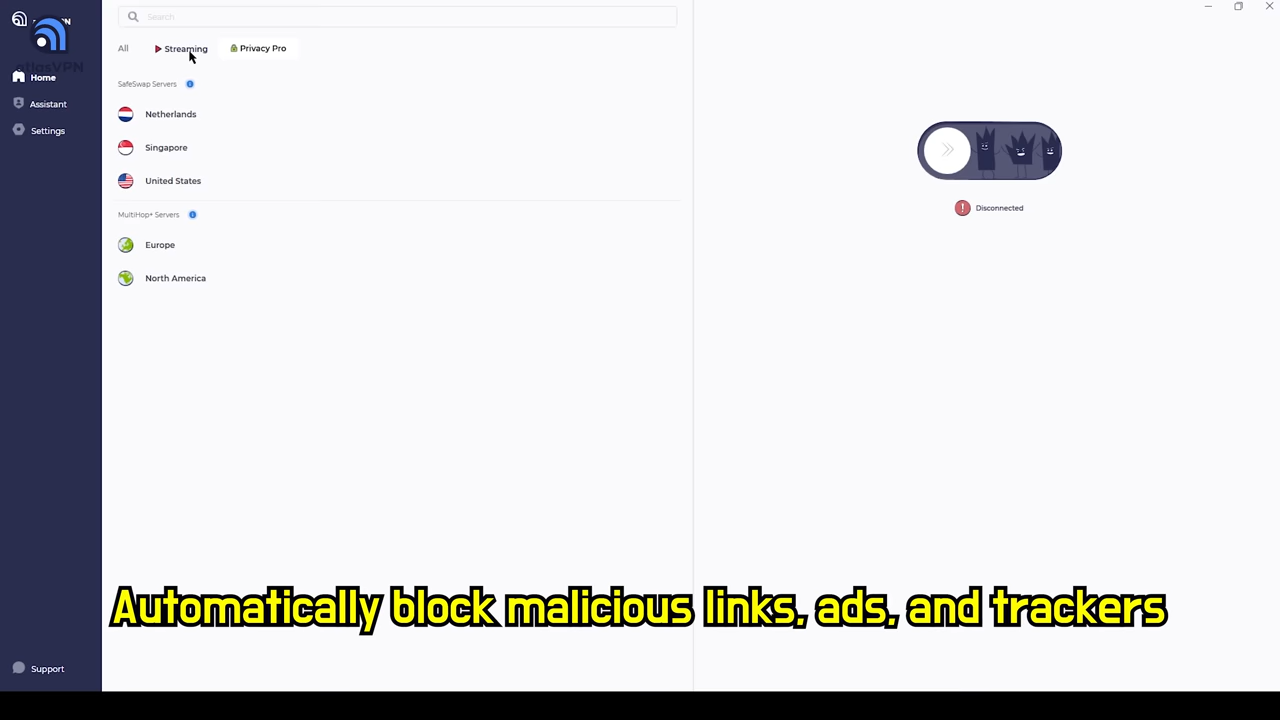 Search
All
Streaming
Privacy Pro
atlasVPN
Home
Assistant
Settings
SafeSwap Servers
Netherlands
Singapore
United States
MultiHop+ Servers
Europe
North America
Disconnected
Automatically block malicious links, ads, and trackers
Support